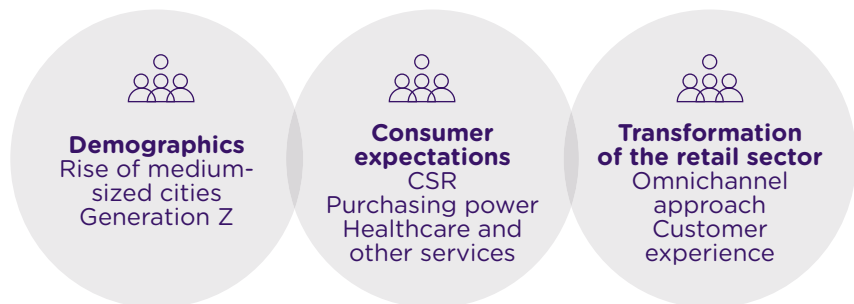 Demographics
Rise of medium-
sized cities
Generation Z
Consumer
expectations
CSR
Purchasing power
Healthcare and
other services
Transformation
of the retail sector
Omnichannel
approach
Customer
experience